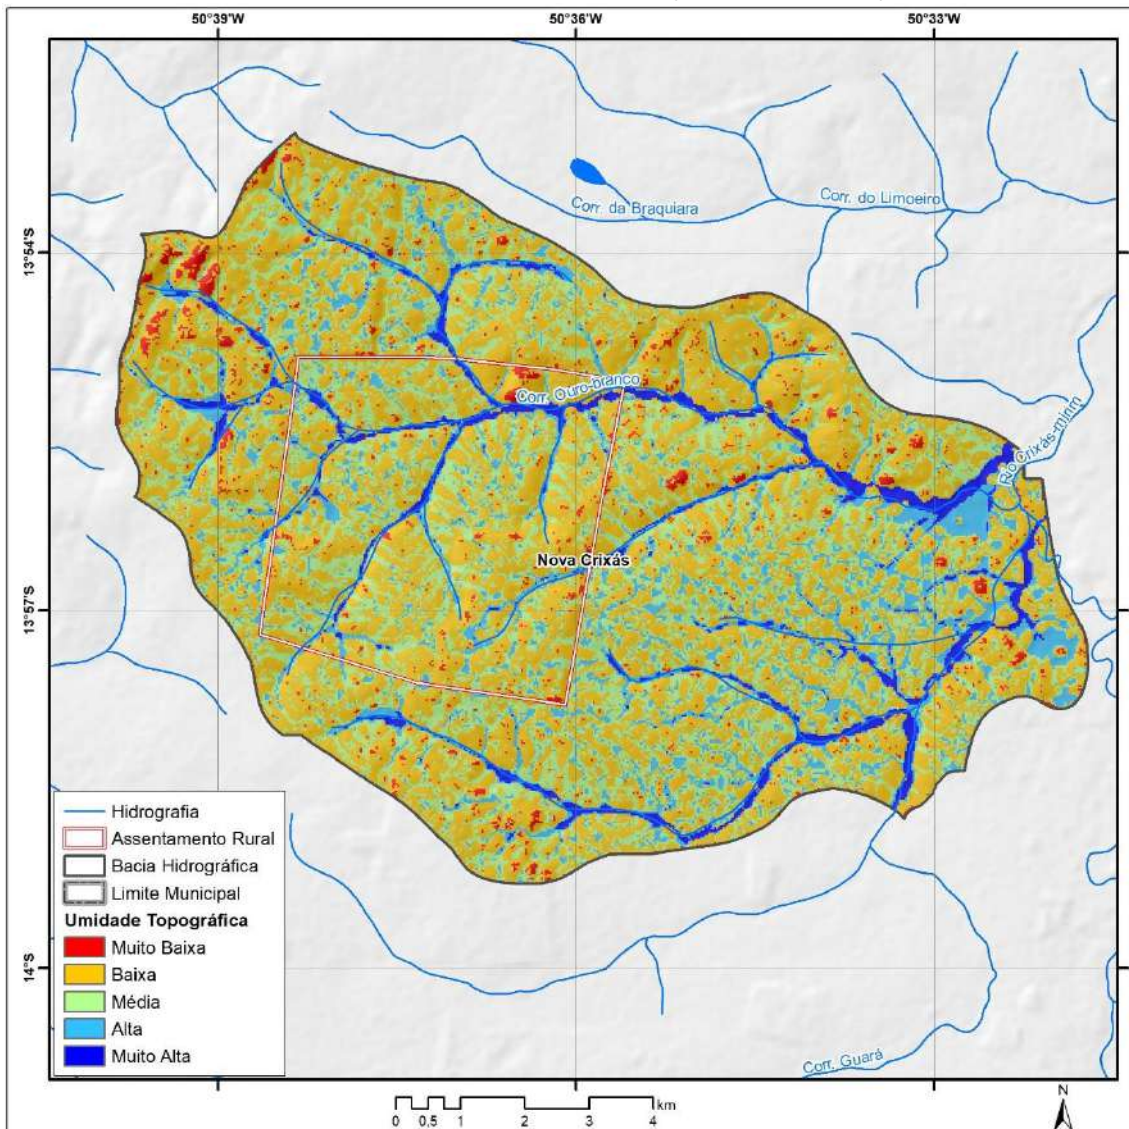 50°39'W
50°36'W
50°33'W
13°54'S
13°57'S
14°S
Corr. da Braquiara
Corr. do Limoeiro
Corr. Ouro-branco
Rio Crixás-mirim
Nova Crixás
Corr. Guará
Hidrografia
Assentamento Rural
Bacia Hidrográfica
Limite Municipal
Umidade Topográfica
Muito Baixa
Baixa
Média
Alta
Muito Alta
km
0 0,5 1 2 3 4
N